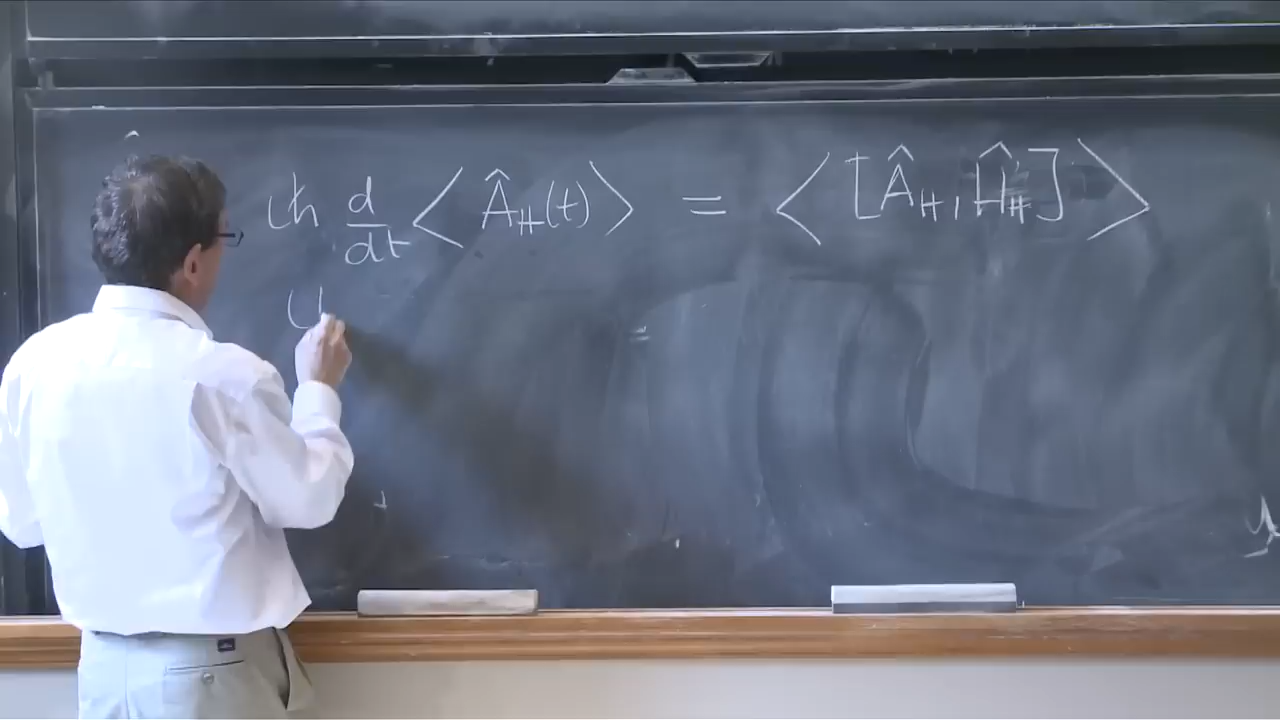 iħ d/dt ⟨ Â_H(t) ⟩ = ⟨ [Â_H, Ĥ_H] ⟩